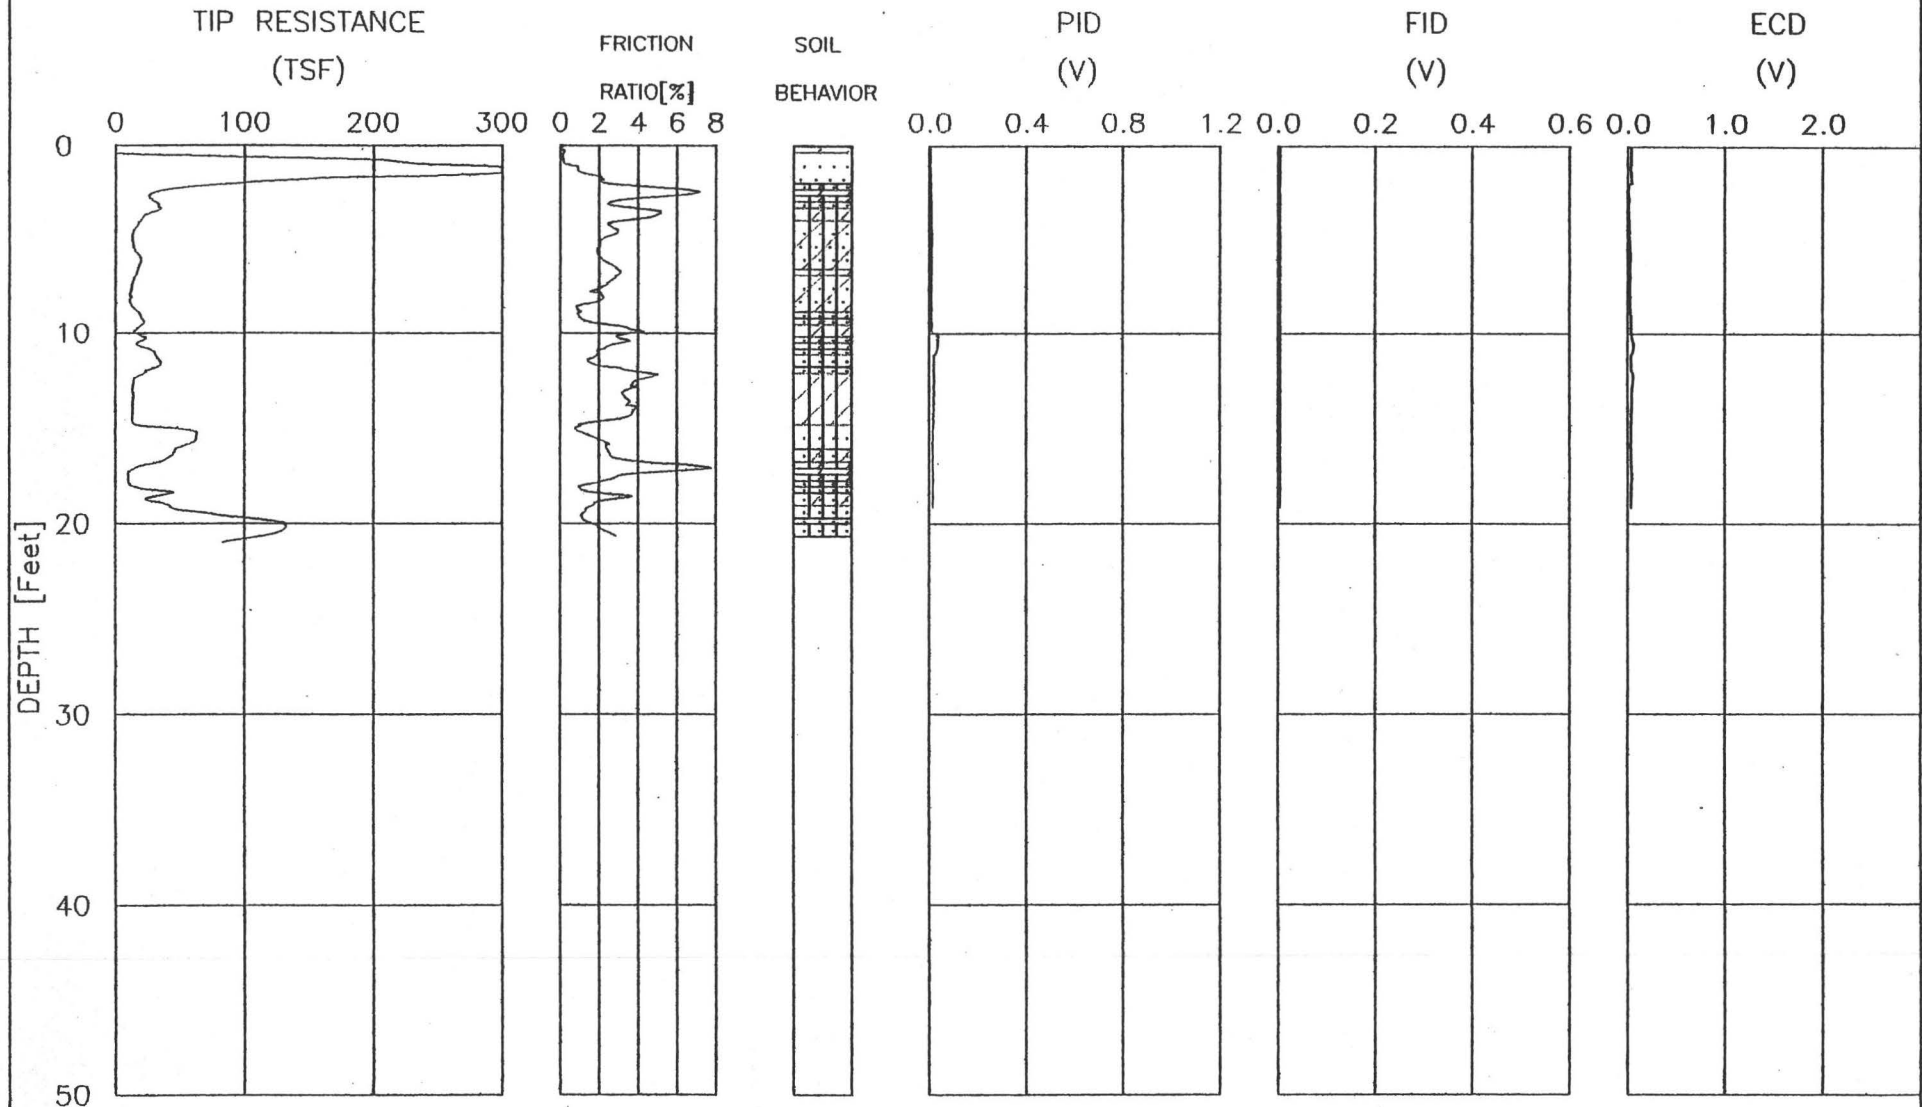 TIP RESISTANCE
(TSF)
FRICTION
RATIO[%]
SOIL
BEHAVIOR
PID
(V)
FID
(V)
ECD
(V)
0 100 200 300
0 2 4 6 8
0.0 0.4 0.8 1.2
0.0 0.2 0.4 0.6
0.0 1.0 2.0
0
10
20
30
40
50
DEPTH [Feet]